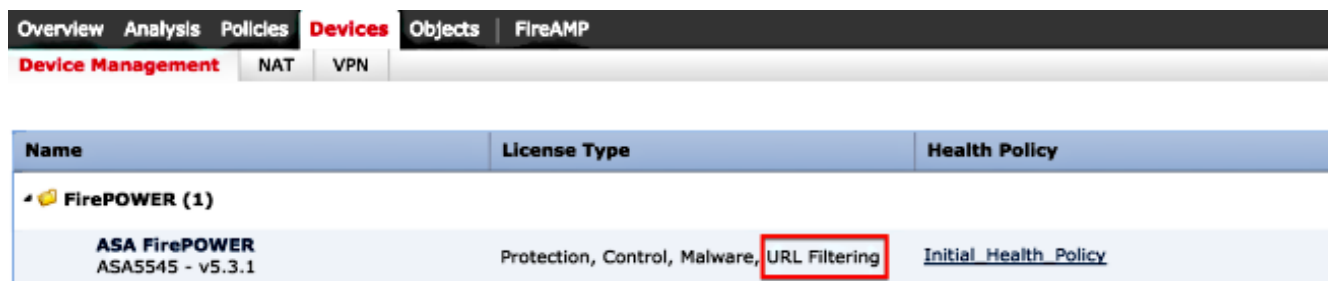 Overview Analysis Policies Devices Objects FireAMP
Device Management NAT VPN
Name License Type Health Policy
FirePOWER (1)
ASA FirePOWER
ASA5545 - v5.3.1
Protection, Control, Malware, URL Filtering
Initial_Health_Policy